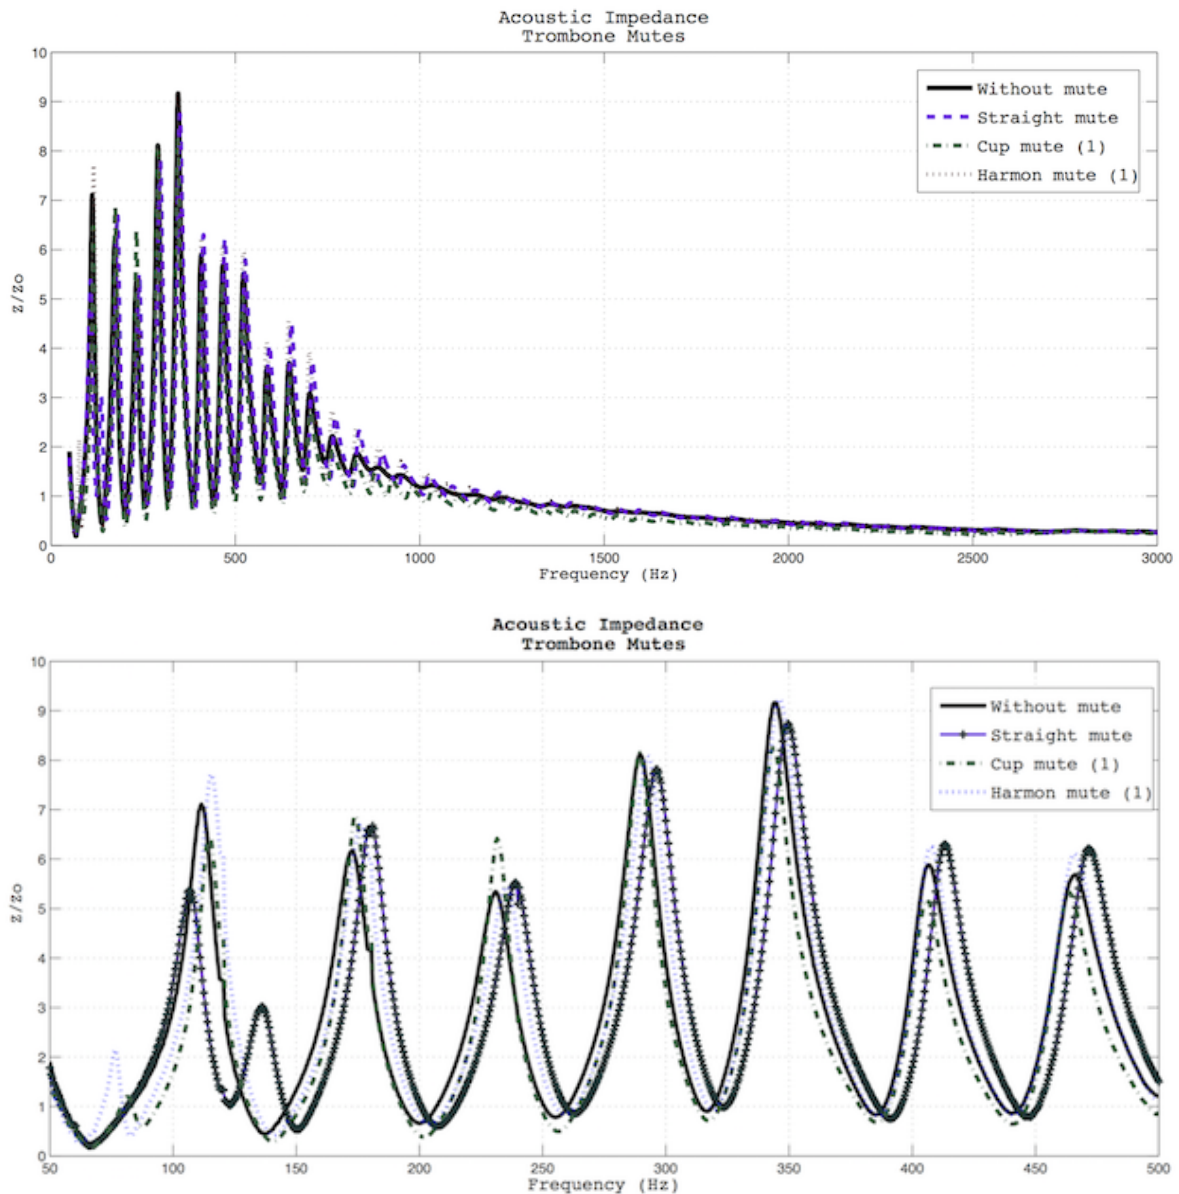 Acoustic Impedance
Trombone Mutes
10
9
8
7
6
5
4
3
2
1
0
Z/Zo
Without mute
Straight mute
Cup mute (1)
Harmon mute (1)
0 500 1000 1500 2000 2500 3000
Frequency (Hz)
Acoustic Impedance
Trombone Mutes
10
9
8
7
6
5
4
3
2
1
0
Z/Zo
Without mute
Straight mute
Cup mute (1)
Harmon mute (1)
50 100 150 200 250 300 350 400 450 500
Frequency (Hz)